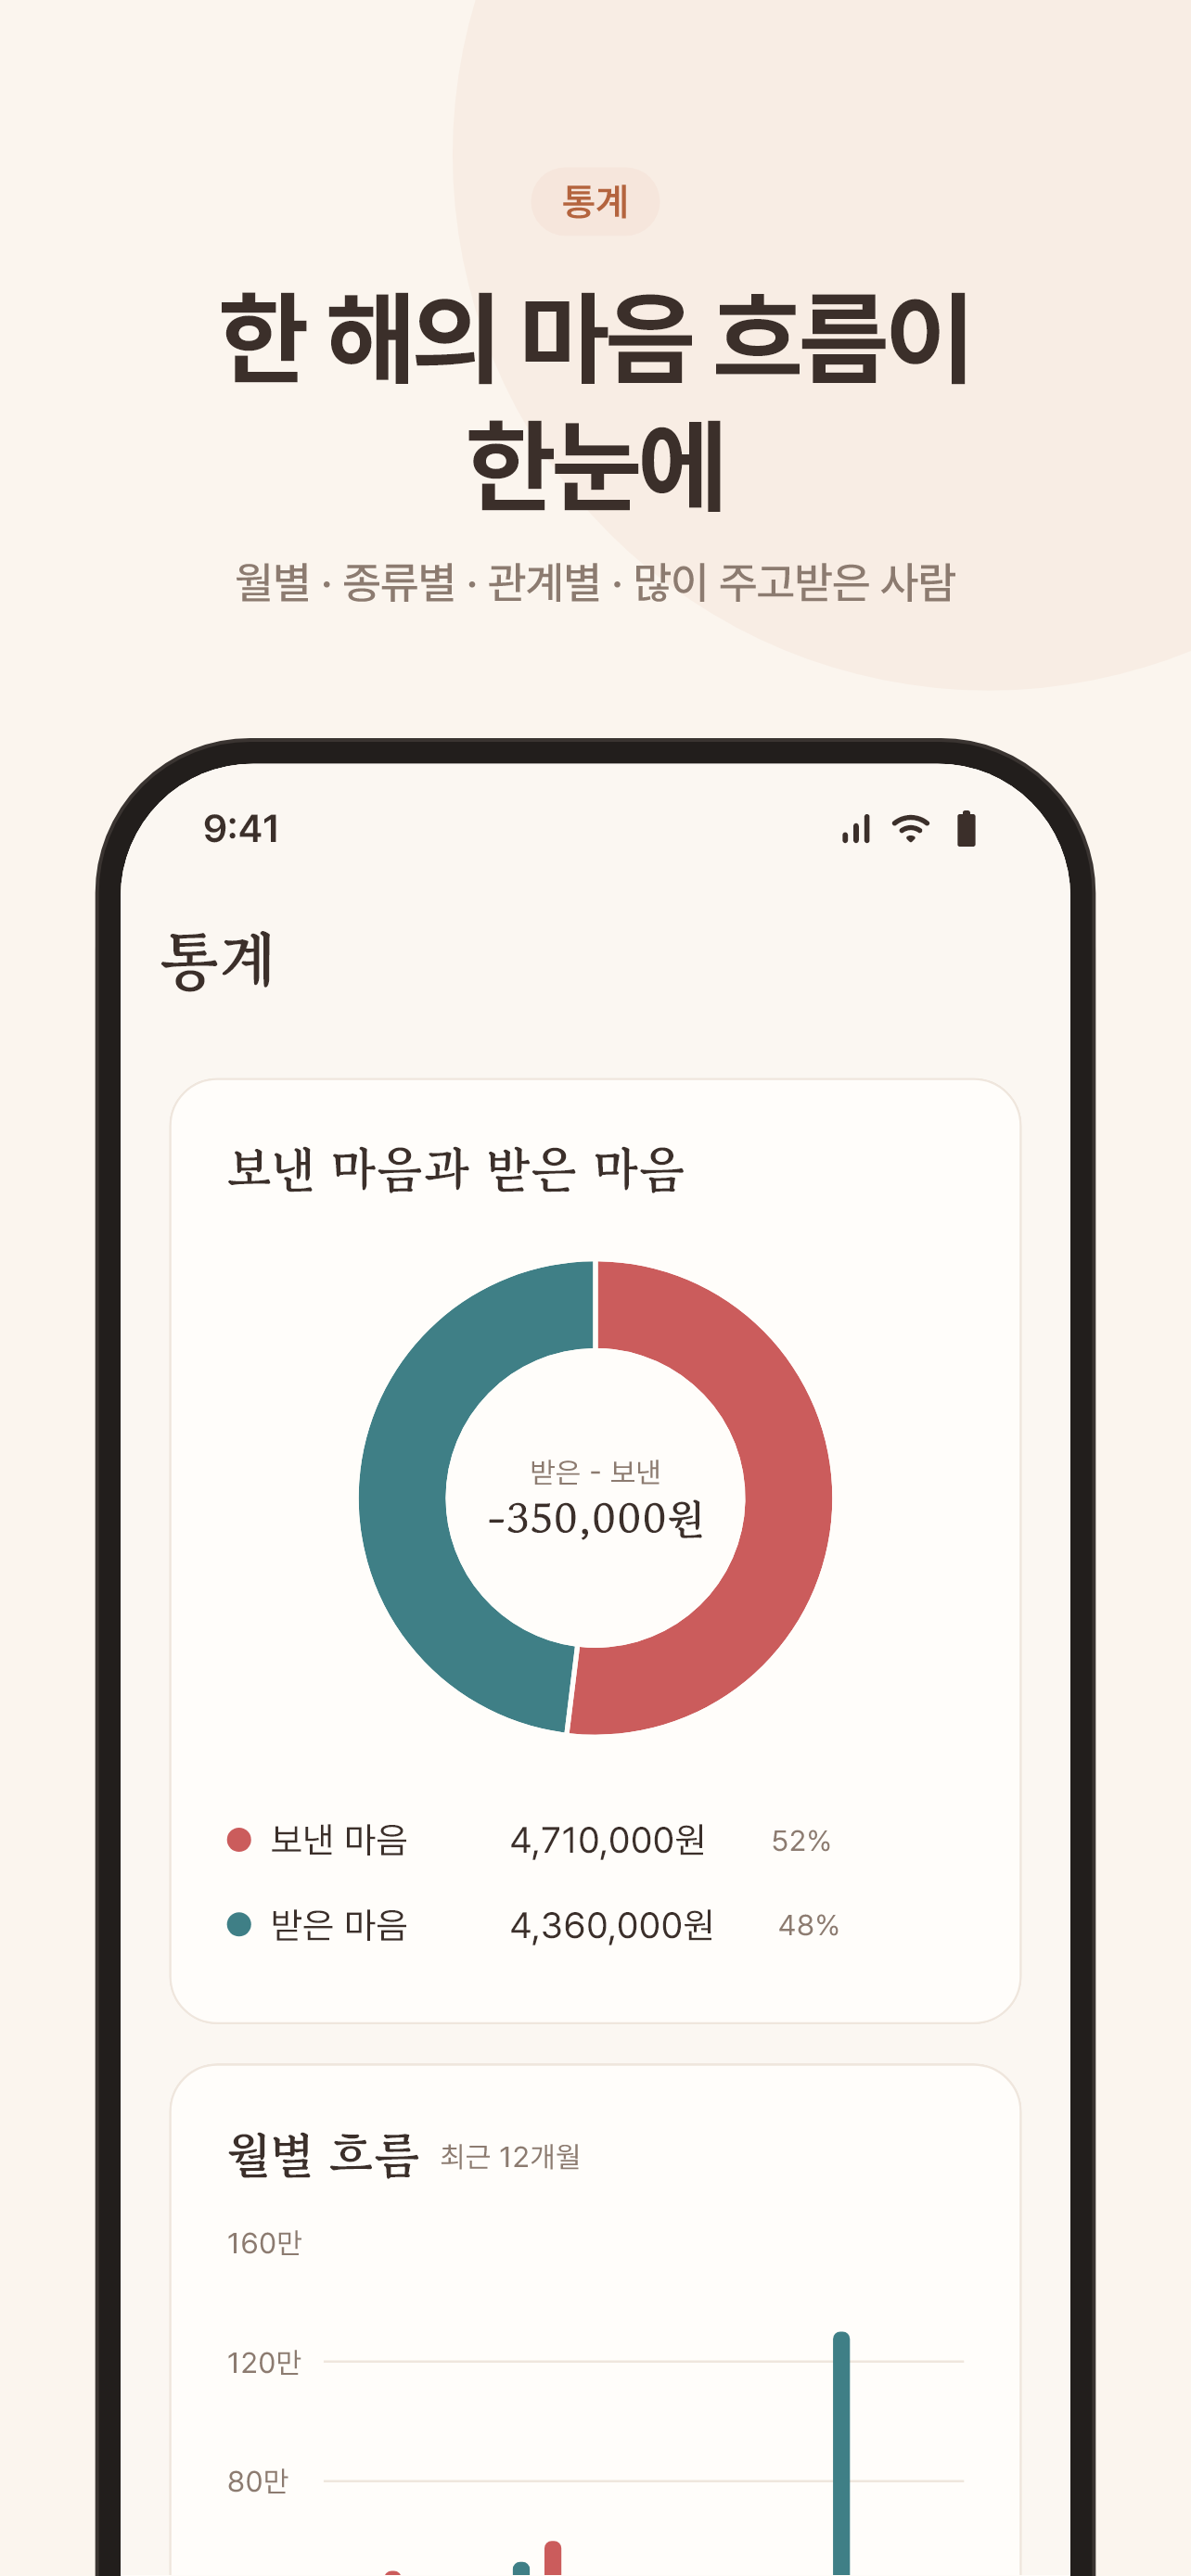 통계
한 해의 마음 흐름이
한눈에
월별 · 종류별 · 관계별 · 많이 주고받은 사람
9:41
통계
보낸 마음과 받은 마음
받은 - 보낸
-350,000원
보낸 마음 4,710,000원 52%
받은 마음 4,360,000원 48%
월별 흐름 최근 12개월
160만
120만
80만